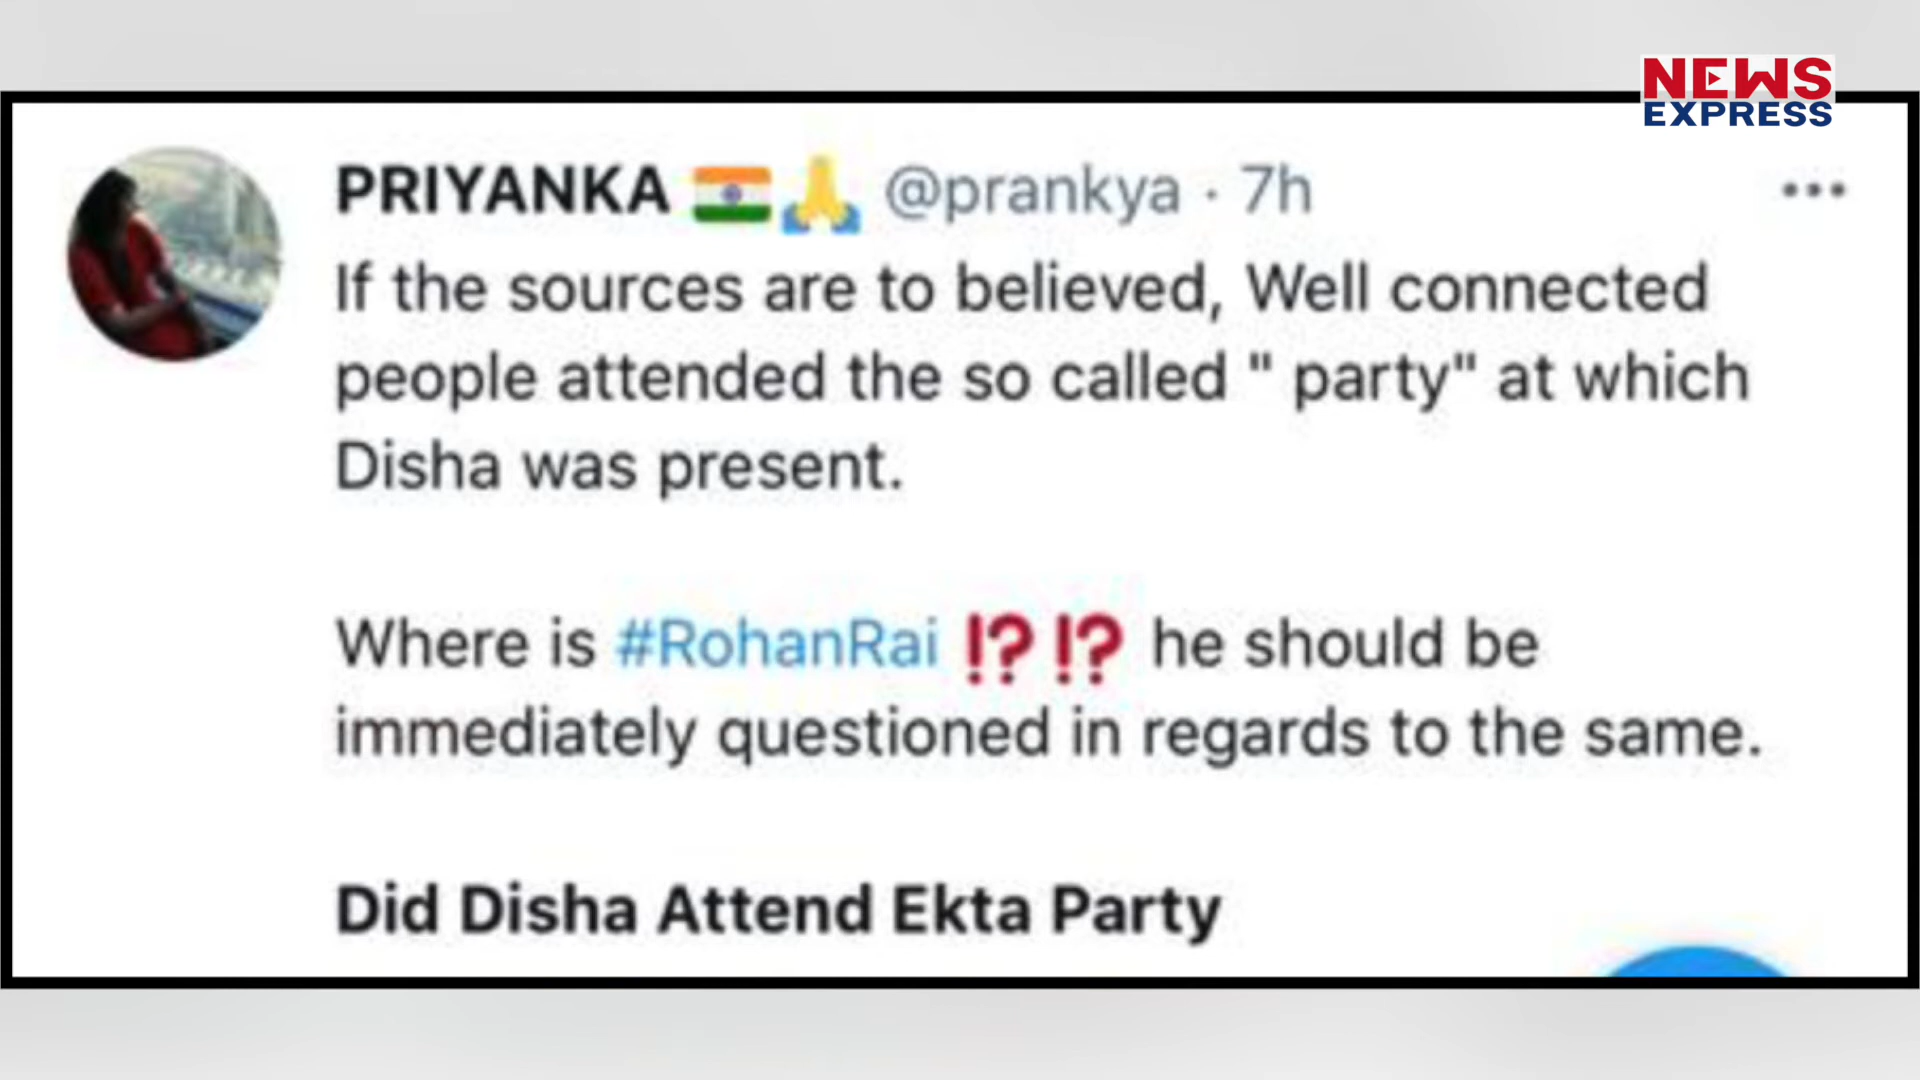 NEWS
EXPRESS
PRIYANKA 🇮🇳🙏 @prankya · 7h
If the sources are to believed, Well connected
people attended the so called " party" at which
Disha was present.
Where is #RohanRai ⁉️⁉️ he should be
immediately questioned in regards to the same.
Did Disha Attend Ekta Party